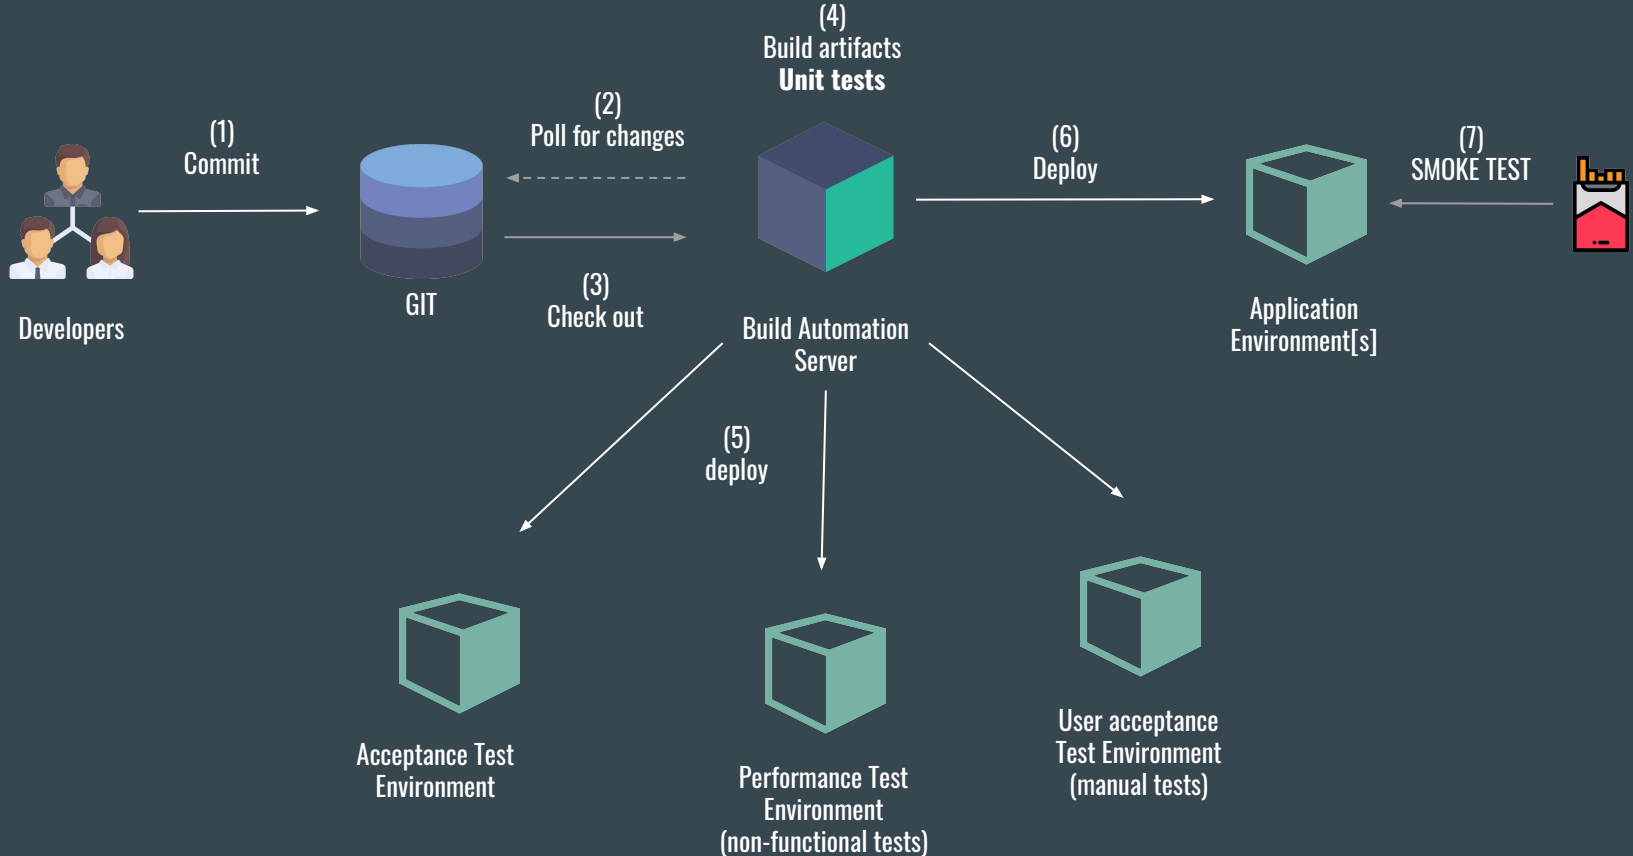 (4)
Build artifacts
Unit tests
(1)
Commit
(2)
Poll for changes
(6)
Deploy
(7)
SMOKE TEST
Developers
GIT
(3)
Check out
Build Automation
Server
Application
Environment[s]
(5)
deploy
Acceptance Test
Environment
Performance Test
Environment
(non-functional tests)
User acceptance
Test Environment
(manual tests)